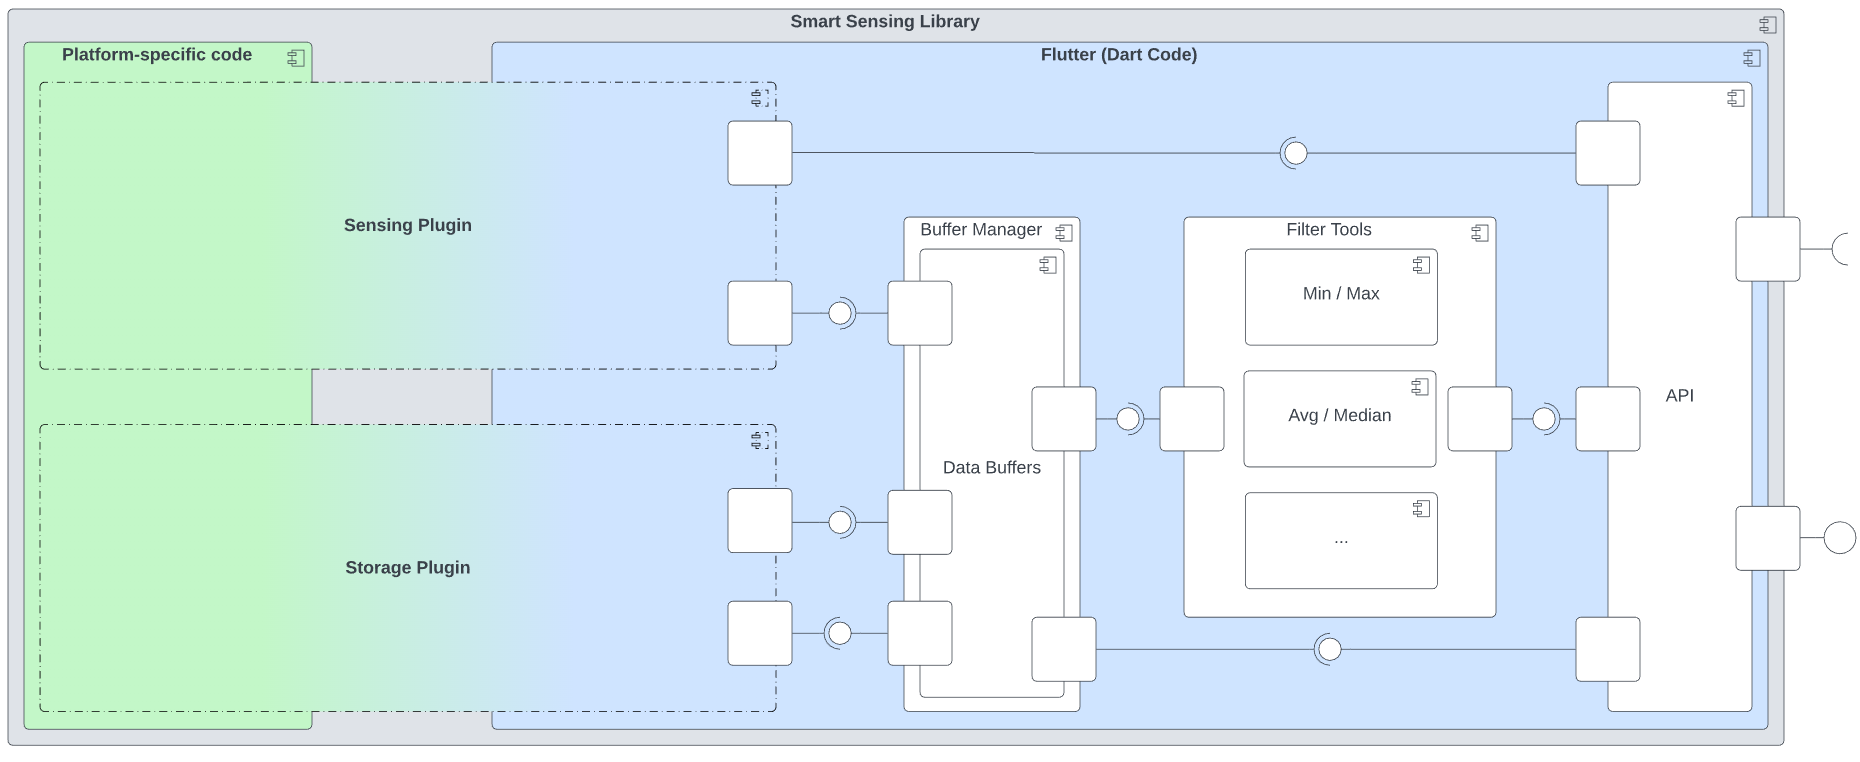 Smart Sensing Library
Platform-specific code
Flutter (Dart Code)
Sensing Plugin
Buffer Manager
Filter Tools
Min / Max
API
Avg / Median
Data Buffers
...
Storage Plugin